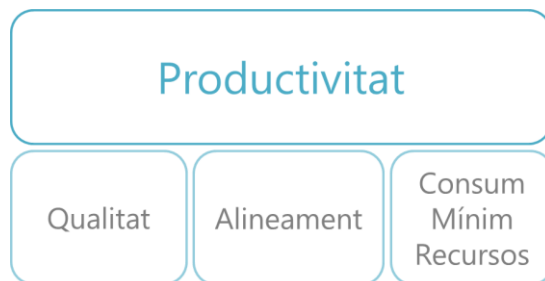 Productivitat
Qualitat
Alineament
Consum
Mínim
Recursos